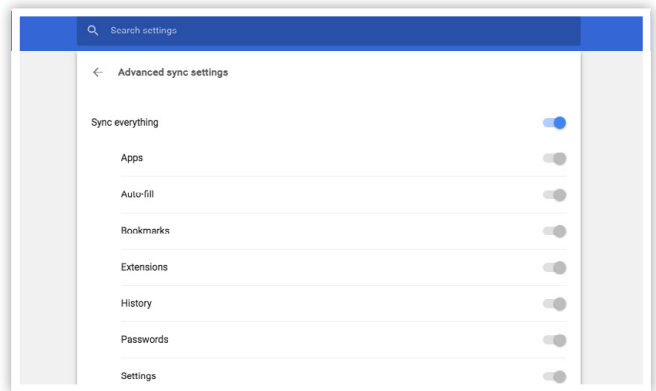 Search settings
Advanced sync settings
Sync everything
Apps
Auto-fill
Bookmarks
Extensions
History
Passwords
Settings